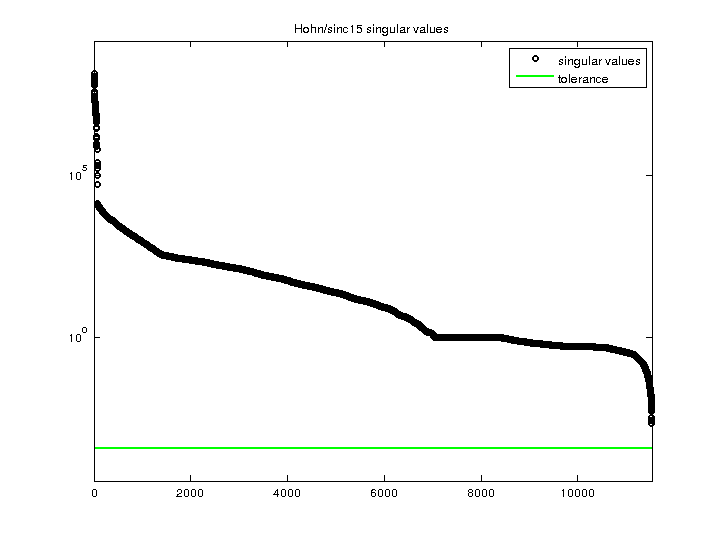 Hohn/sinc15 singular values
singular values
tolerance
10^5
10^0
0 2000 4000 6000 8000 10000